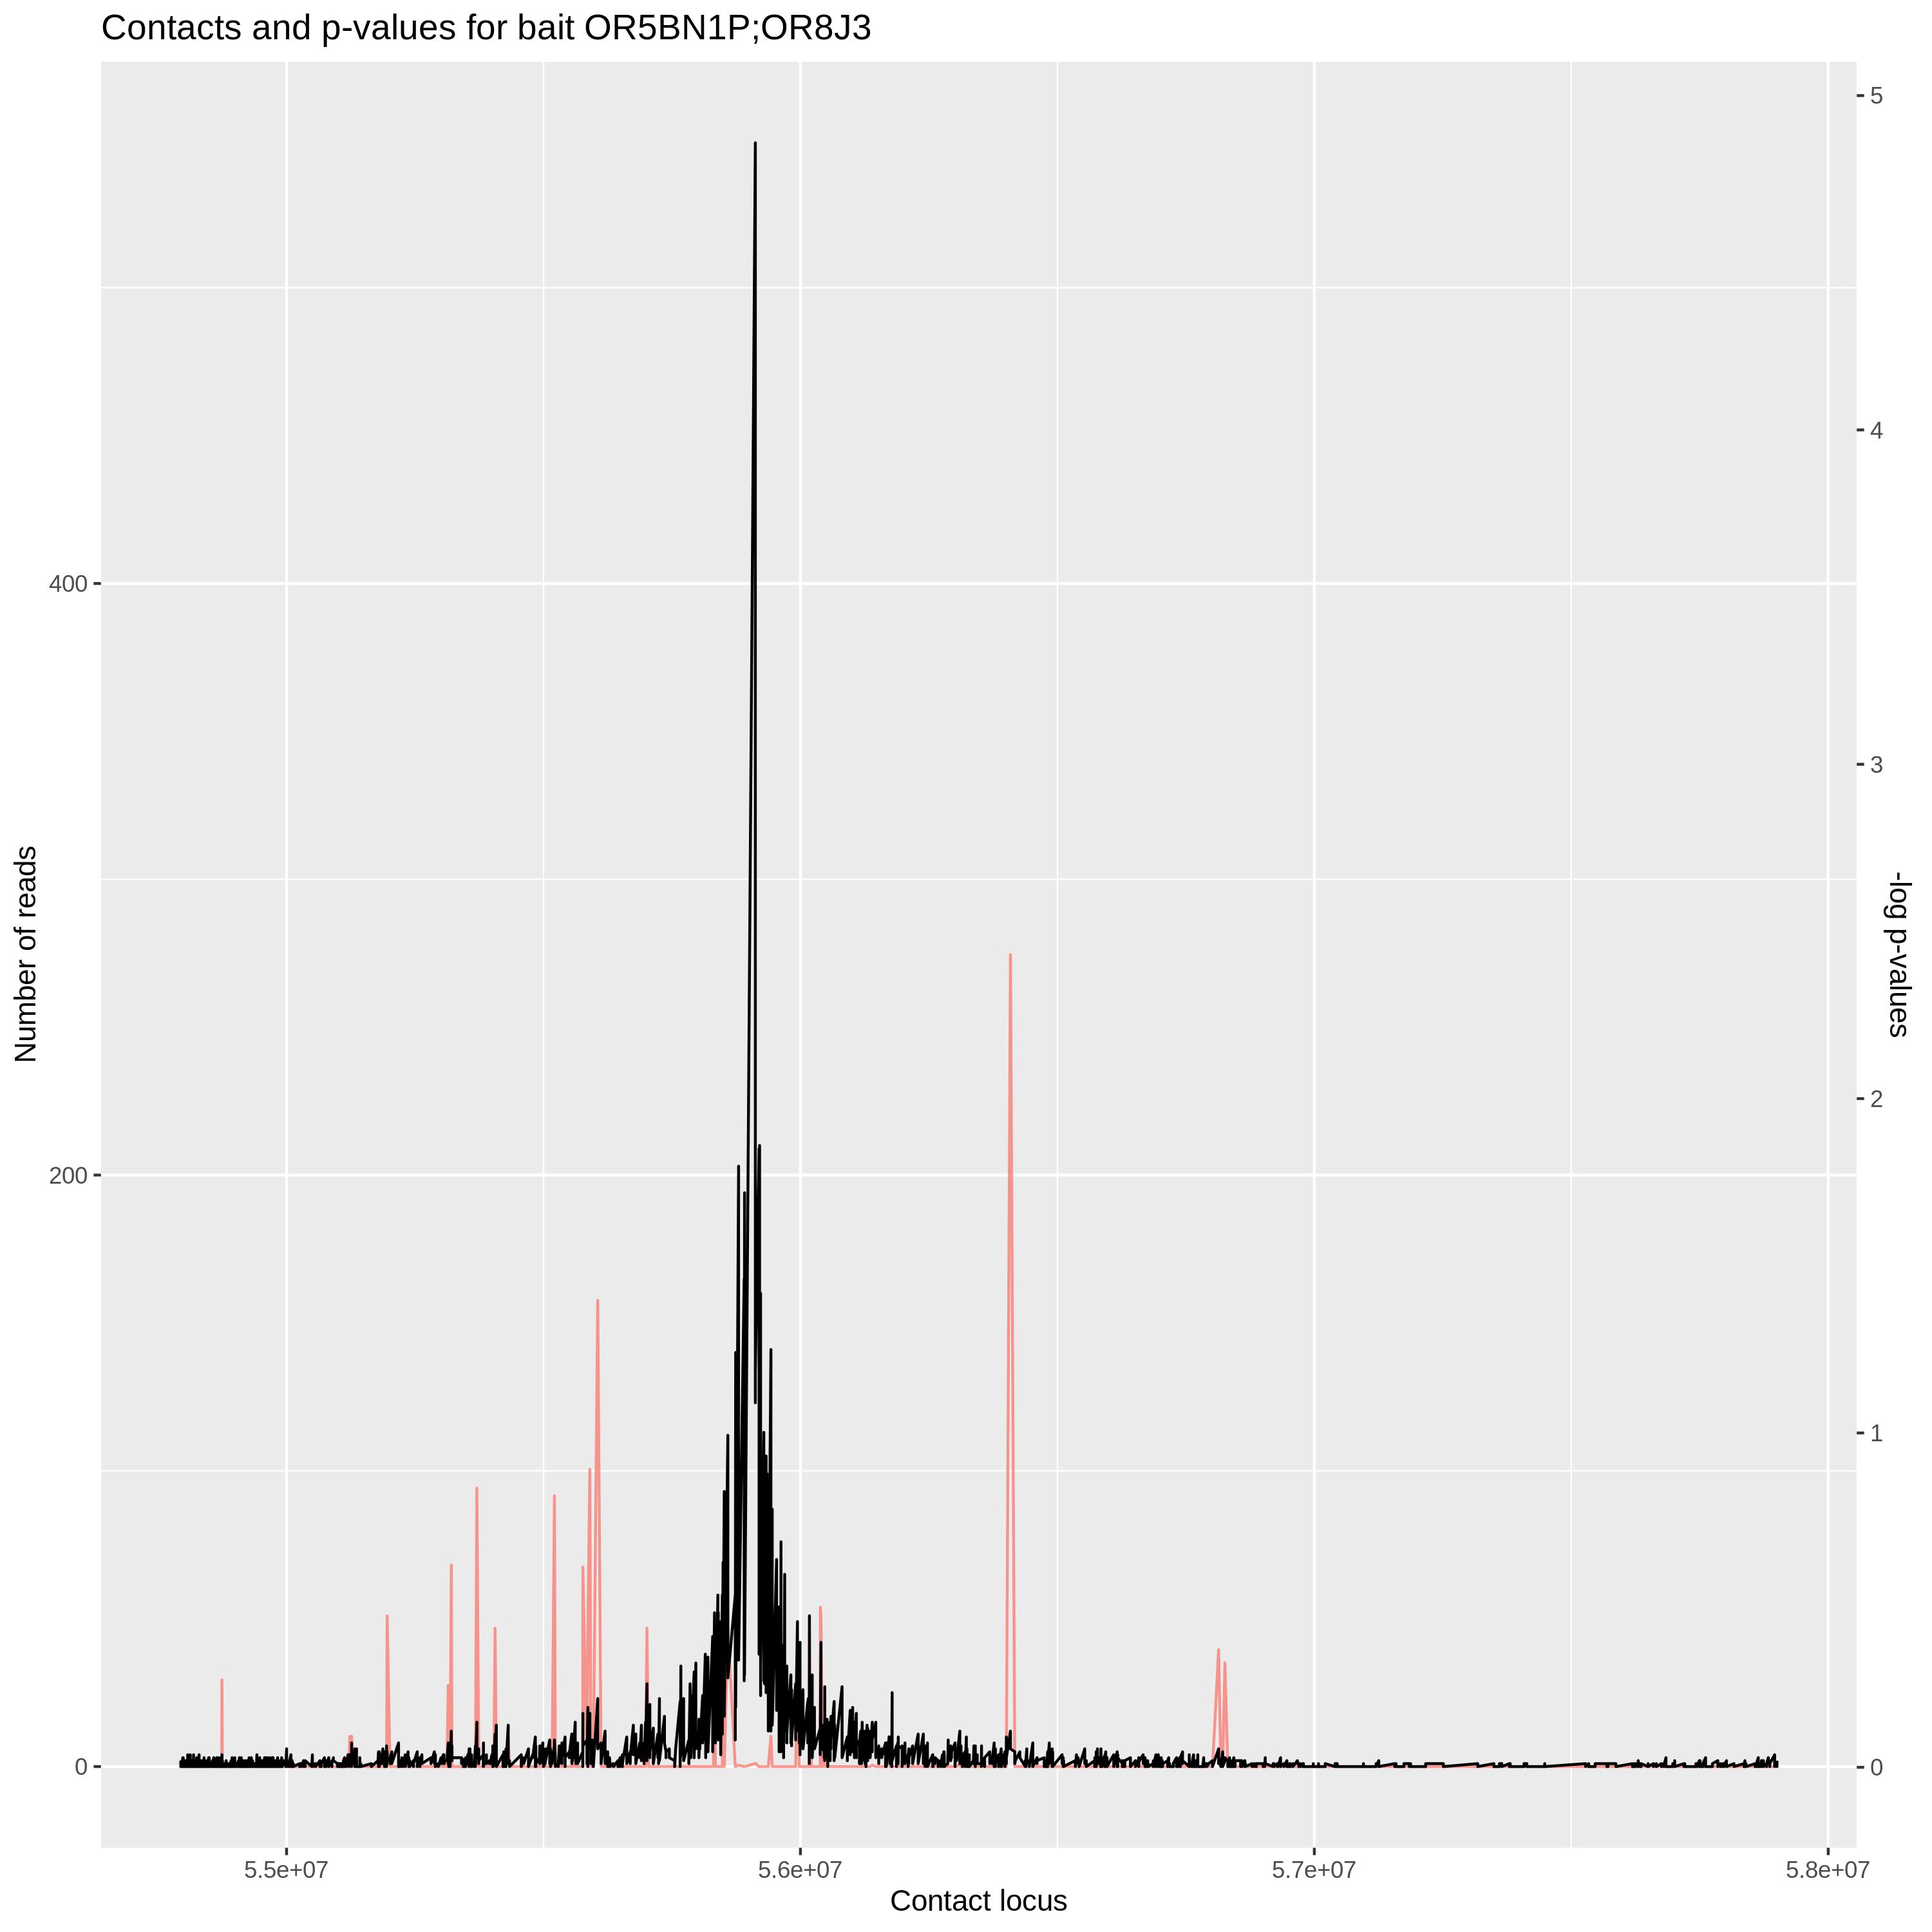 Contacts and p-values for bait OR5BN1P;OR8J3
Number of reads
400
200
0
5
4
3
2
1
0
-log p-values
5.5e+07
5.6e+07
5.7e+07
5.8e+07
Contact locus